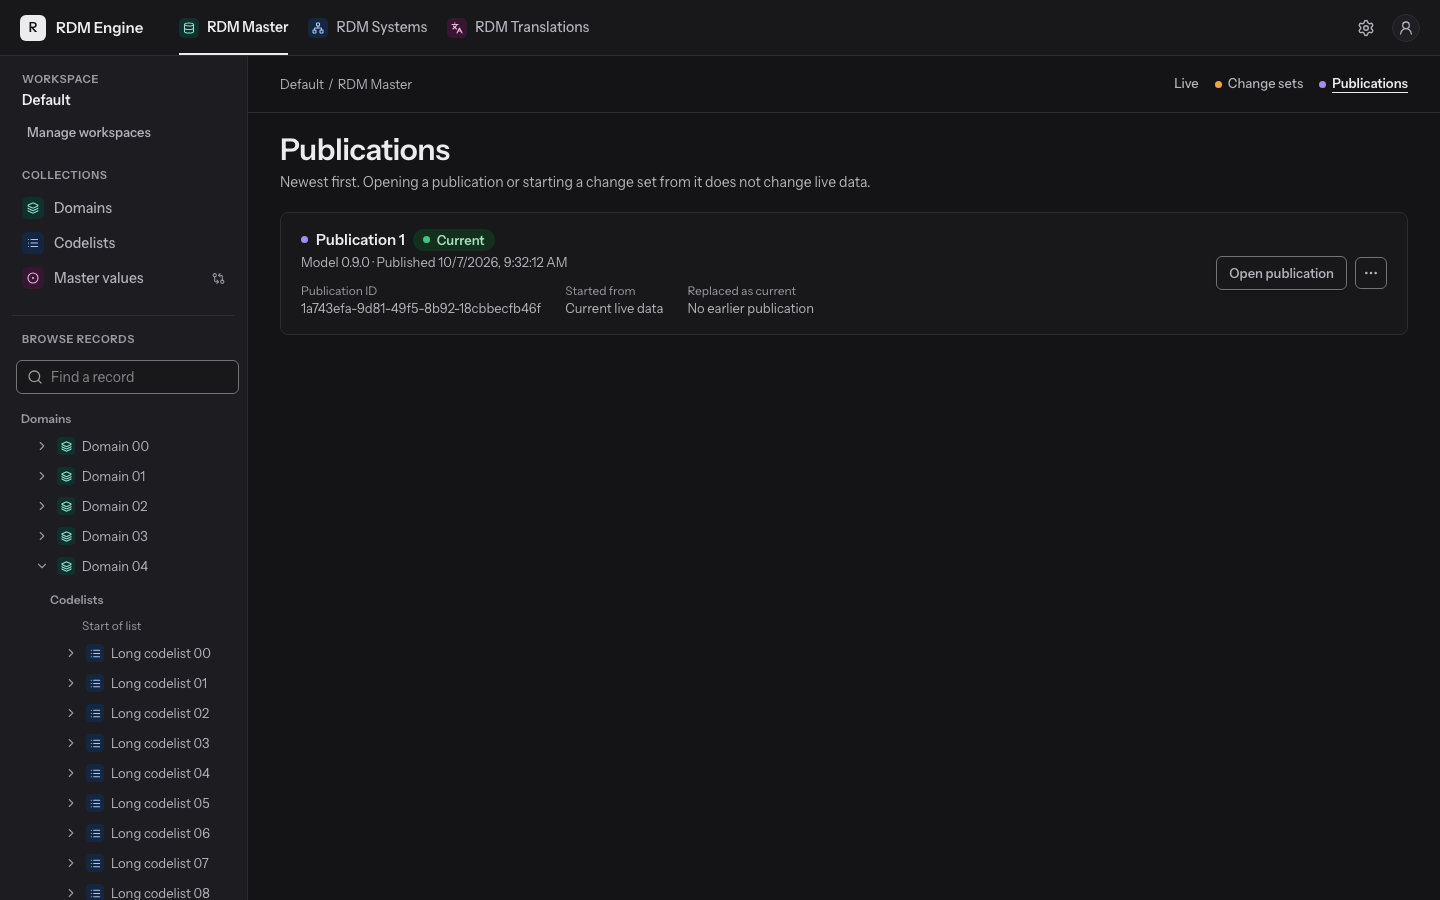 R RDM Engine RDM Master RDM Systems RDM Translations
WORKSPACE
Default
Manage workspaces
COLLECTIONS
Domains
Codelists
Master values
BROWSE RECORDS
Find a record
Domains
Domain 00
Domain 01
Domain 02
Domain 03
Domain 04
Codelists
Start of list
Long codelist 00
Long codelist 01
Long codelist 02
Long codelist 03
Long codelist 04
Long codelist 05
Long codelist 06
Long codelist 07
Long codelist 08
Default / RDM Master Live Change sets Publications
Publications
Newest first. Opening a publication or starting a change set from it does not change live data.
Publication 1 Current
Model 0.9.0 · Published 10/7/2026, 9:32:12 AM
Publication ID Started from Replaced as current
1a743efa-9d81-49f5-8b92-18cbbecfb46f Current live data No earlier publication
Open publication